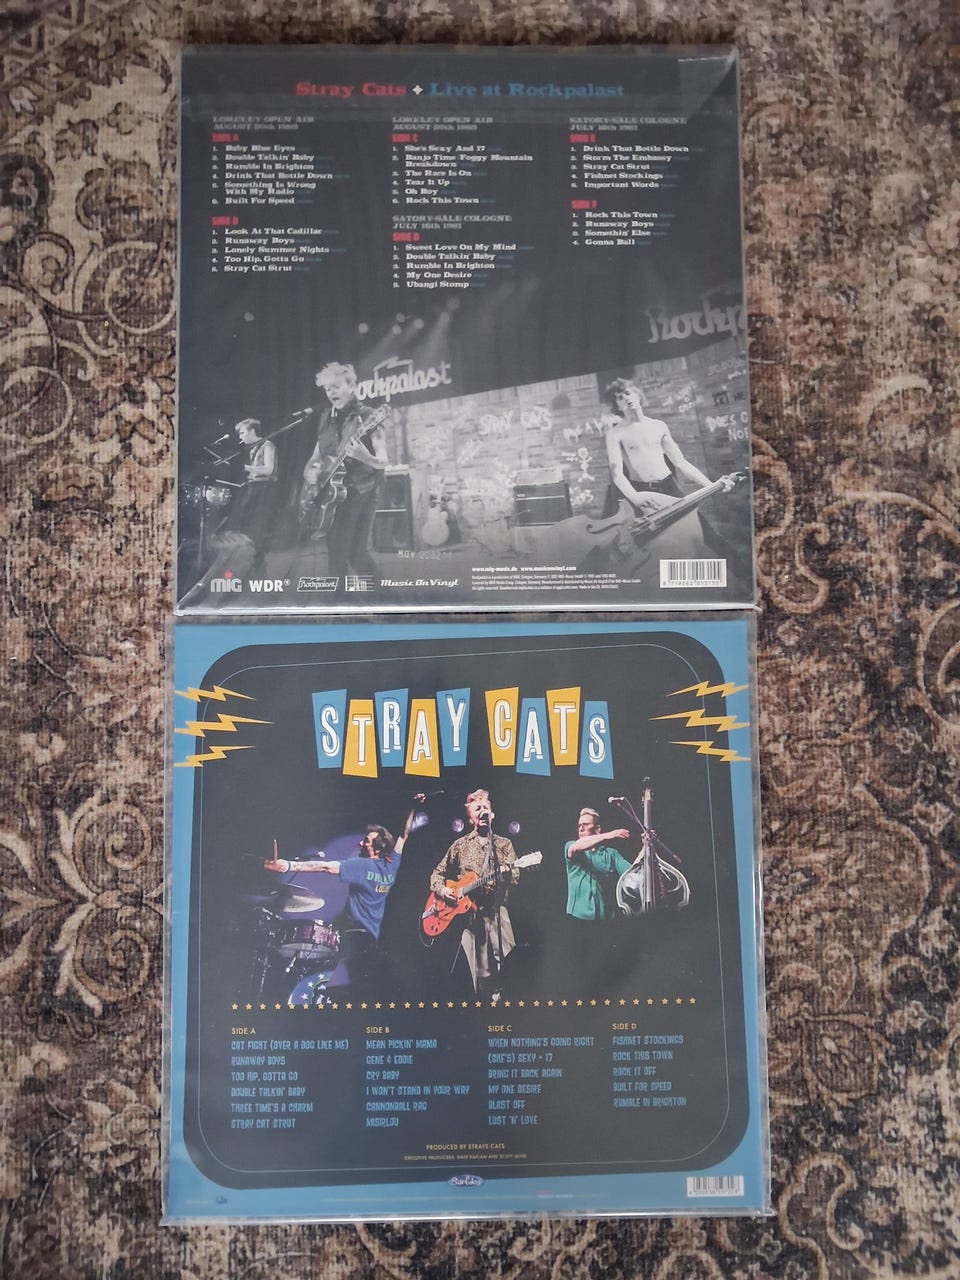 Stray Cats ✦ Live at Rockpalast
LORELEY OPEN AIR
AUGUST 20th 1983
SIDE A
1. Baby Blue Eyes
2. Double Talkin' Baby
3. Rumble In Brighton
4. Drink That Bottle Down
5. Something Is Wrong
With My Radio
6. Built For Speed
1. Look At That Cadillac
2. Runaway Boys
3. Lonely Summer Nights
4. Too Hip, Gotta Go
5. Stray Cat Strut
LORELEY OPEN AIR
AUGUST 20th 1983
SIDE C
1. She's Sexy And 17
2. Banjo Time/Foggy Mountain
Breakdown
3. The Race Is On
4. Tear It Up
5. Oh Boy
6. Rock This Town
SATORY-SALE COLOGNE
JULY 16th 1981
1. Sweet Love On My Mind
2. Double Talkin' Baby
3. Rumble In Brighton
4. My One Desire
5. Ubangi Stomp
SATORY-SALE COLOGNE
JULY 16th 1981
SIDE E
1. Drink That Bottle Down
2. Storm The Embassy
3. Stray Cat Strut
4. Fishnet Stockings
5. Important Words
SIDE F
1. Rock This Town
2. Runaway Boys
3. Somethin' Else
4. Gonna Ball
Rockp
ockpalast
STRAY CATS
MIG WDR® Rockpalast Music On Vinyl
www.mig-music.de www.musiconvinyl.com
STRAY CATS
SIDE A
CAT FIGHT (OVER A DOG LIKE ME)
RUNAWAY BOYS
TOO HIP, GOTTA GO
DOUBLE TALKIN' BABY
THREE TIME'S A CHARM
STRAY CAT STRUT
SIDE B
MEAN PICKIN' MAMA
GENE & EDDIE
CRY BABY
I WON'T STAND IN YOUR WAY
CANNONBALL RAG
MISIRLOU
SIDE C
WHEN NOTHING'S GOING RIGHT
(SHE'S) SEXY + 17
BRING IT BACK AGAIN
MY ONE DESIRE
BLAST OFF
LUST 'N' LOVE
SIDE D
FISHNET STOCKINGS
ROCK THIS TOWN
ROCK IT OFF
BUILT FOR SPEED
RUMBLE IN BRIGHTON
PRODUCED BY STRAYS CATS
EXECUTIVE PRODUCERS: DAVE KAPLAN AND SCOTT SENG
Surfdog